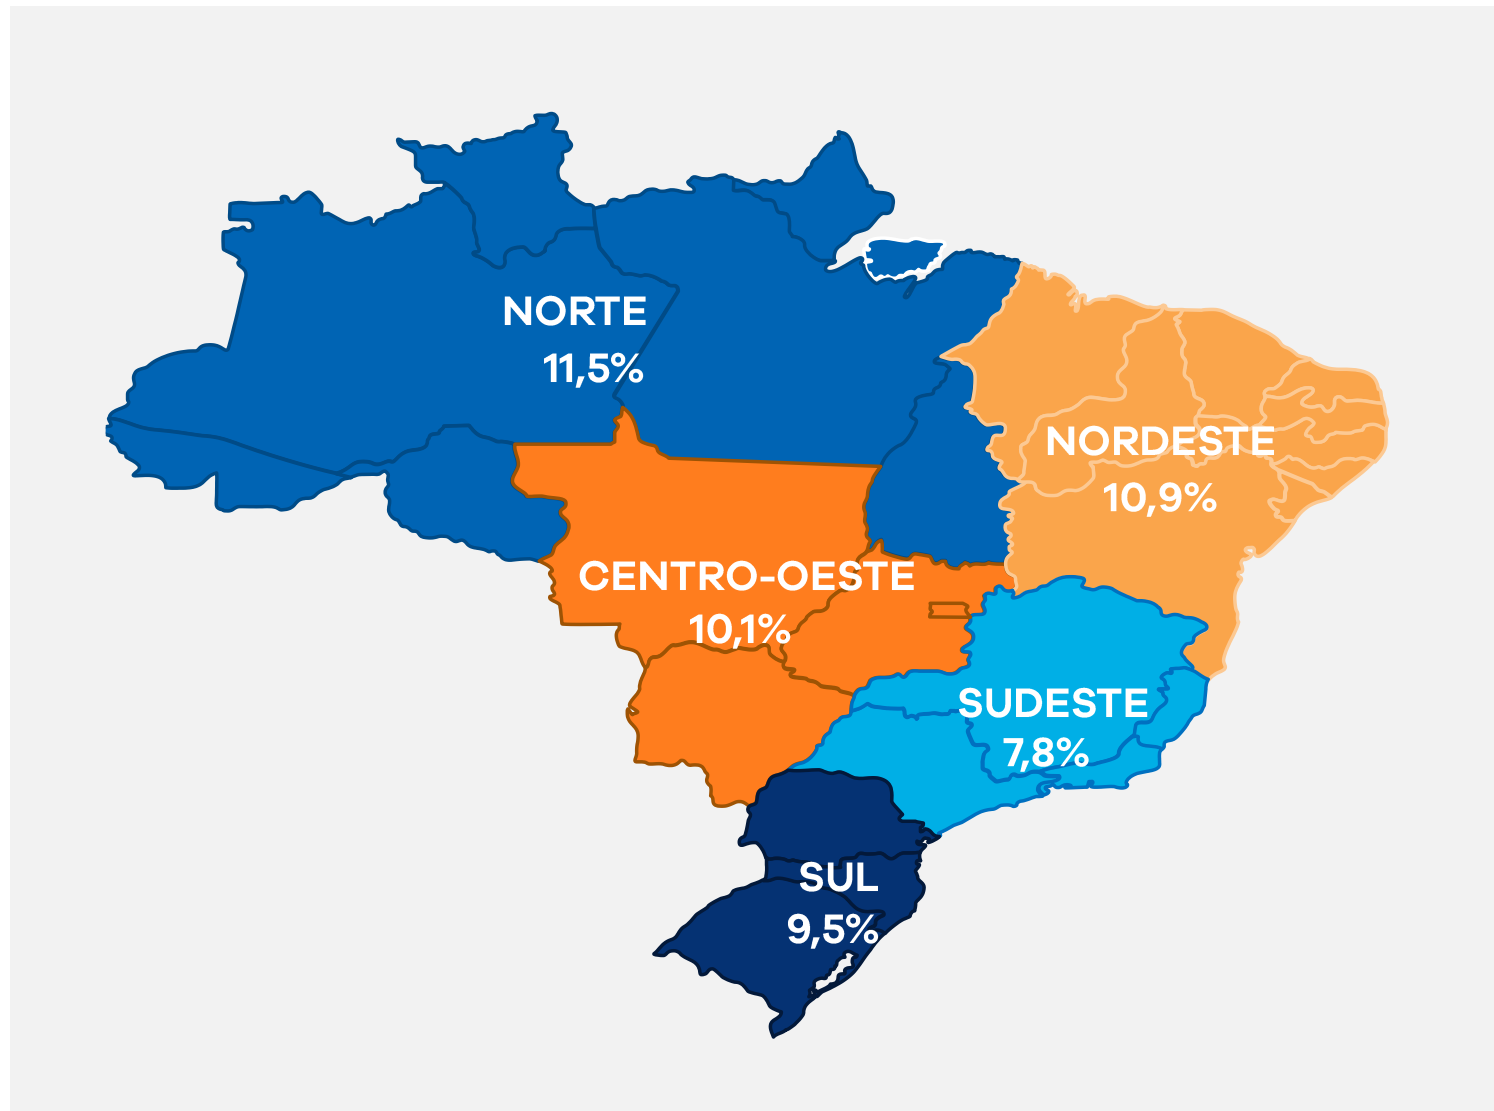 NORTE
11,5%
NORDESTE
10,9%
CENTRO-OESTE
10,1%
SUDESTE
7,8%
SUL
9,5%